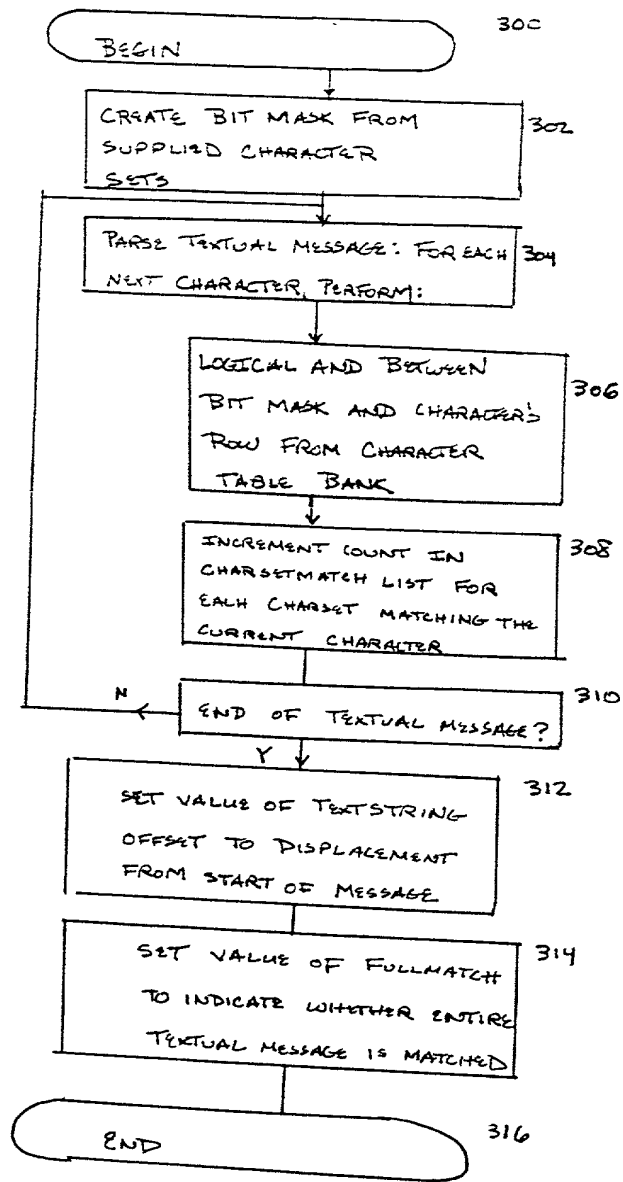 300
BEGIN
CREATE BIT MASK FROM
SUPPLIED CHARACTER
SETS
302
PARSE TEXTUAL MESSAGE: FOR EACH
NEXT CHARACTER, PERFORM:
304
LOGICAL AND BETWEEN
BIT MASK AND CHARACTER'S
ROW FROM CHARACTER
TABLE BANK
306
INCREMENT COUNT IN
CHARSETMATCH LIST FOR
EACH CHARSET MATCHING THE
CURRENT CHARACTER
308
END OF TEXTUAL MESSAGE?
310
N
Y
SET VALUE OF TEXTSTRING
OFFSET TO DISPLACEMENT
FROM START OF MESSAGE
312
SET VALUE OF FULLMATCH
TO INDICATE WHETHER ENTIRE
TEXTUAL MESSAGE IS MATCHED
314
END
316